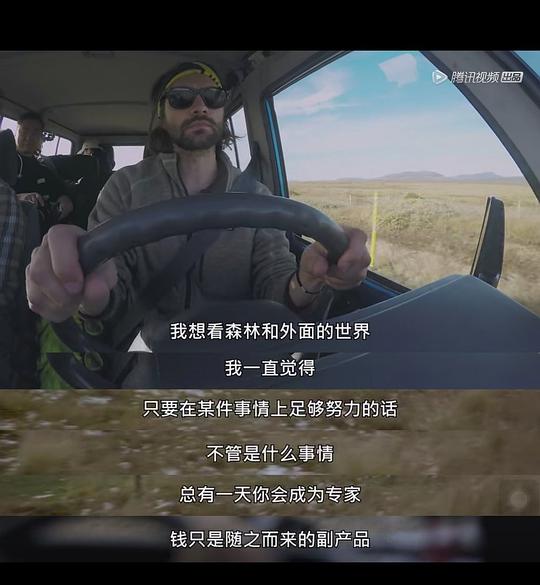 腾讯视频 出品
我想看森林和外面的世界
我一直觉得
只要在某件事情上足够努力的话
不管是什么事情
总有一天你会成为专家
钱只是随之而来的副产品